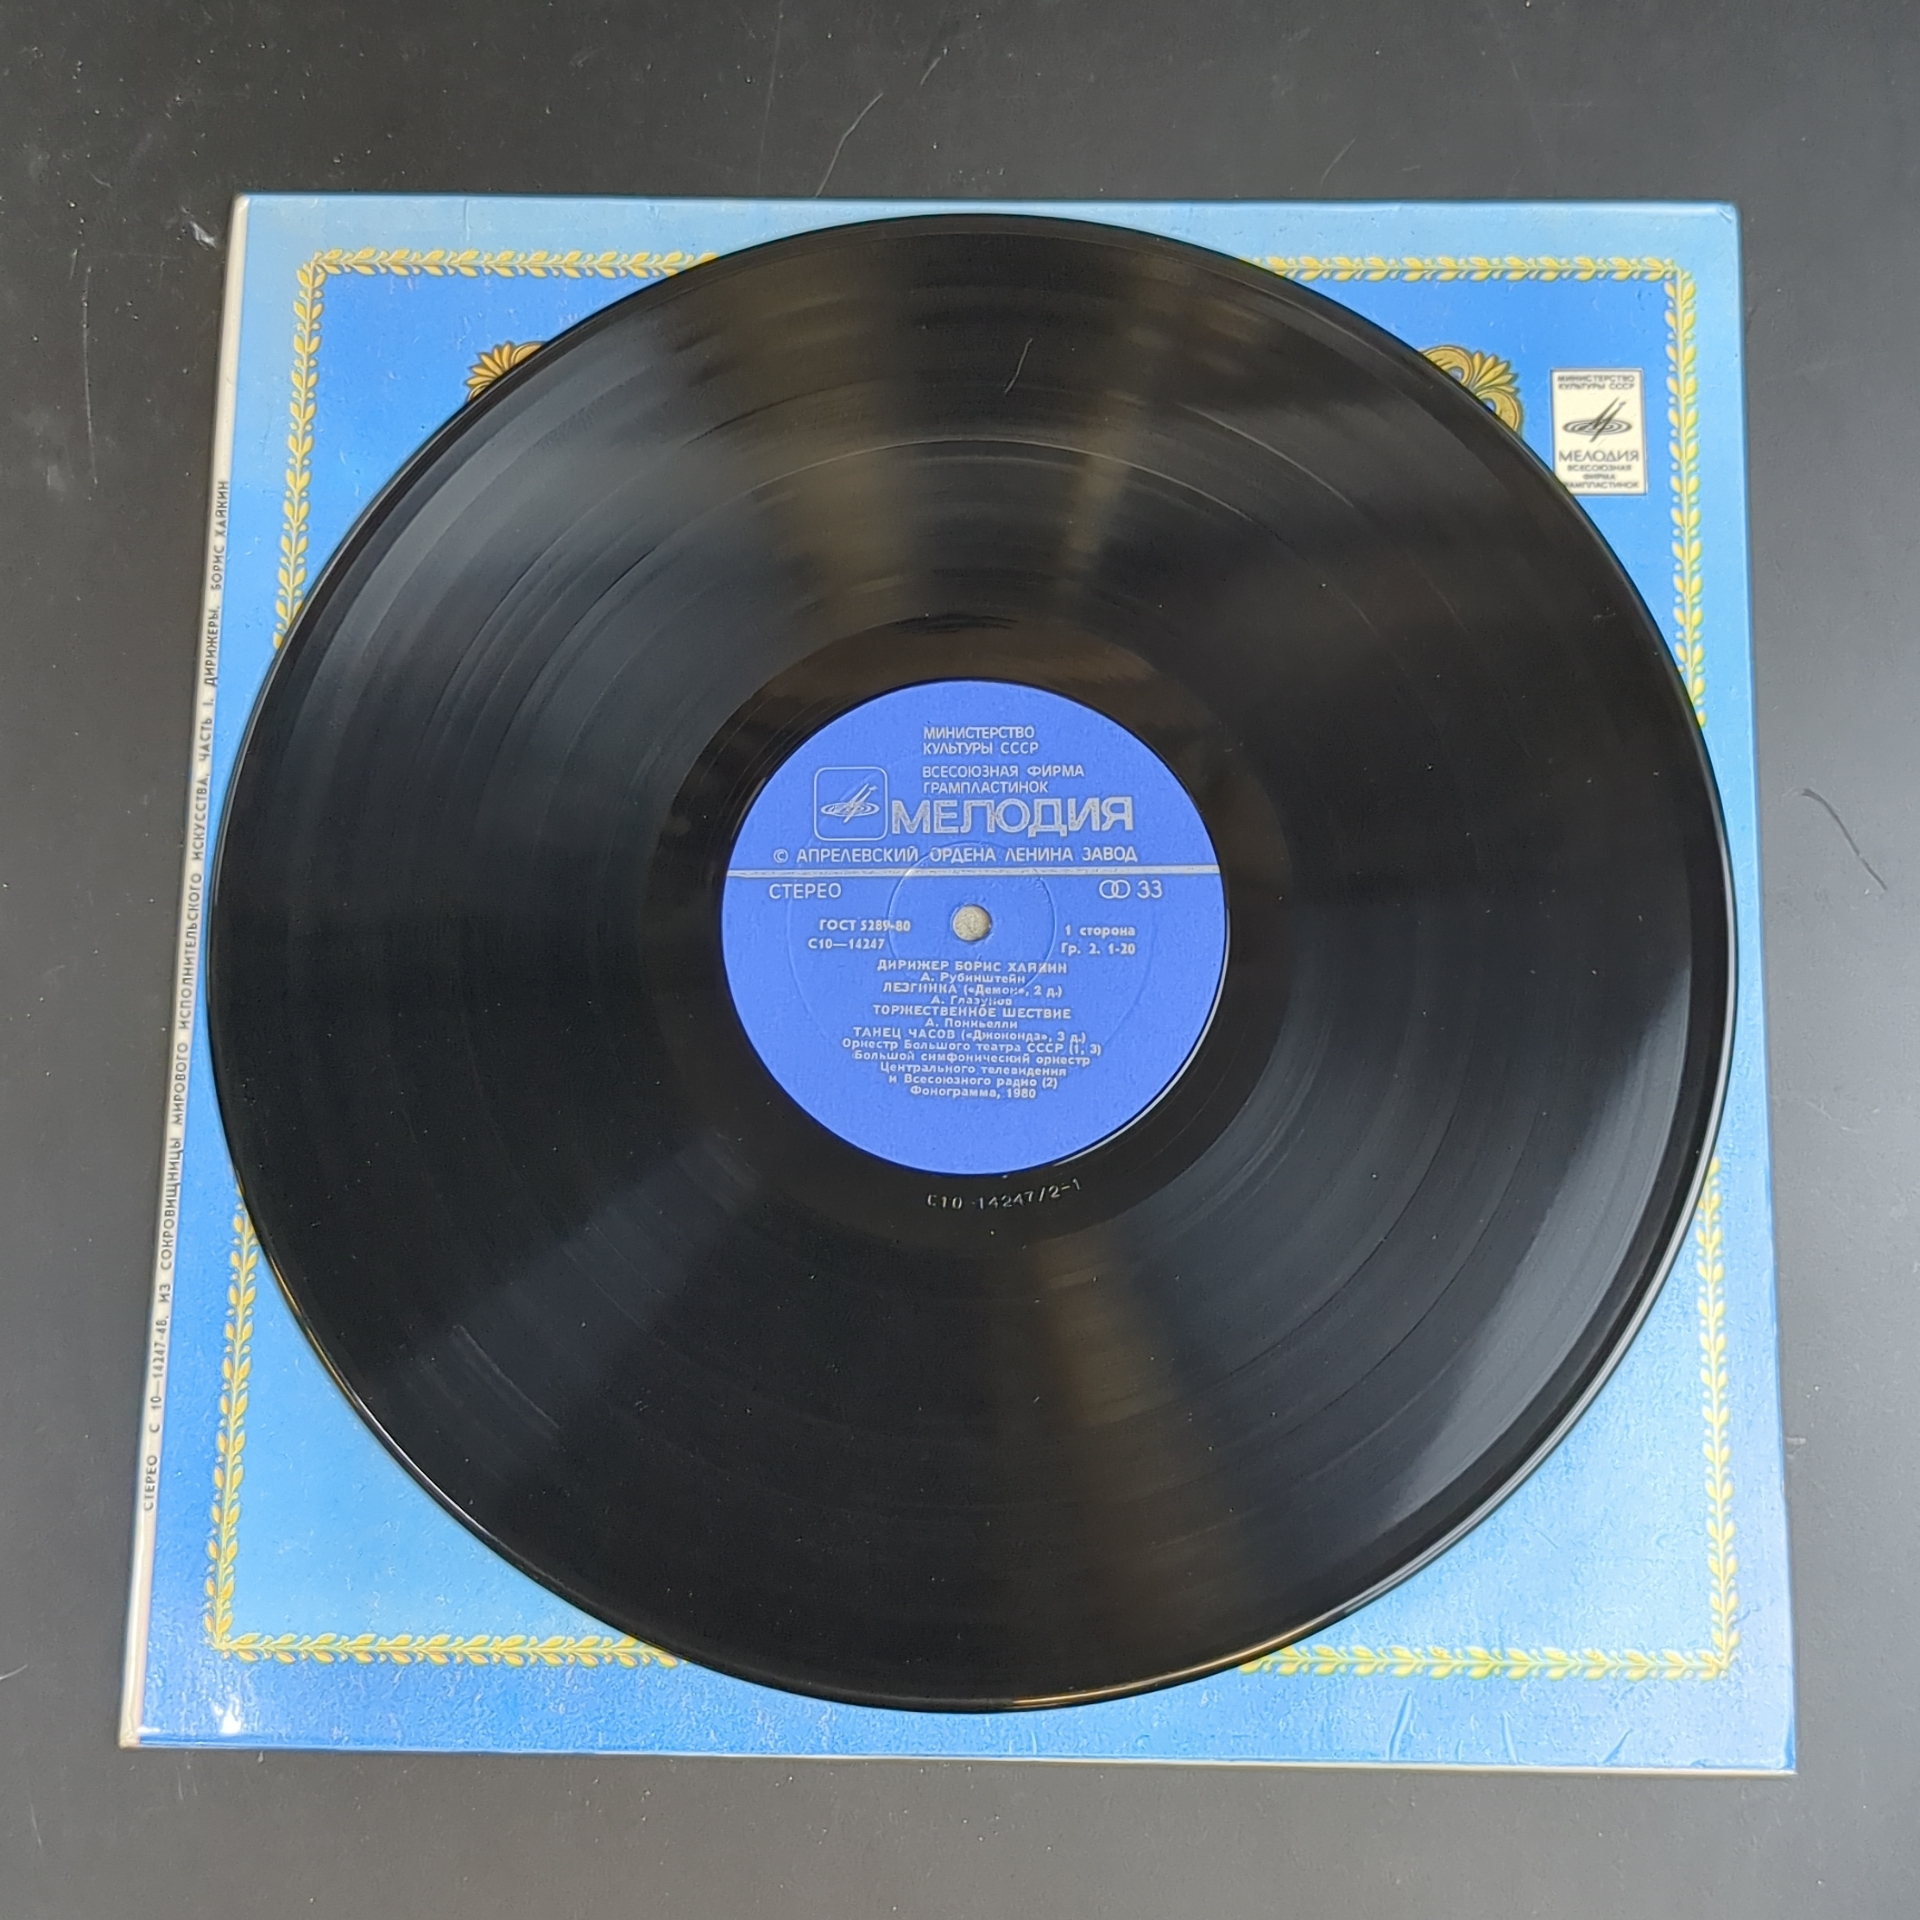 МИНИСТЕРСТВО
КУЛЬТУРЫ СССР
МЕЛОДИЯ
ВСЕСОЮЗНАЯ
ФИРМА
ГРАМПЛАСТИНОК
СТЕРЕО С 10—14247-48. ИЗ СОКРОВИЩНИЦЫ МИРОВОГО ИСПОЛНИТЕЛЬСКОГО ИСКУССТВА. ЧАСТЬ I. ДИРИЖЕРЫ. БОРИС ХАЙКИН
МИНИСТЕРСТВО
КУЛЬТУРЫ СССР
ВСЕСОЮЗНАЯ ФИРМА
ГРАМПЛАСТИНОК
МЕЛОДИЯ
© АПРЕЛЕВСКИЙ ОРДЕНА ЛЕНИНА ЗАВОД
СТЕРЕО 33
ГОСТ 5289-80 1 сторона
С10—14247 Гр. 2. 1-20
ДИРИЖЕР БОРИС ХАЙКИН
А. Рубинштейн
ЛЕЗГИНКА («Демон», 2 д.)
А. Глазунов
ТОРЖЕСТВЕННОЕ ШЕСТВИЕ
А. Понкьелли
ТАНЕЦ ЧАСОВ («Джоконда», 3 д.)
Оркестр Большого театра СССР (1, 3)
Большой симфонический оркестр
Центрального телевидения
и Всесоюзного радио (2)
Фонограмма, 1980
С10-14247/2-1